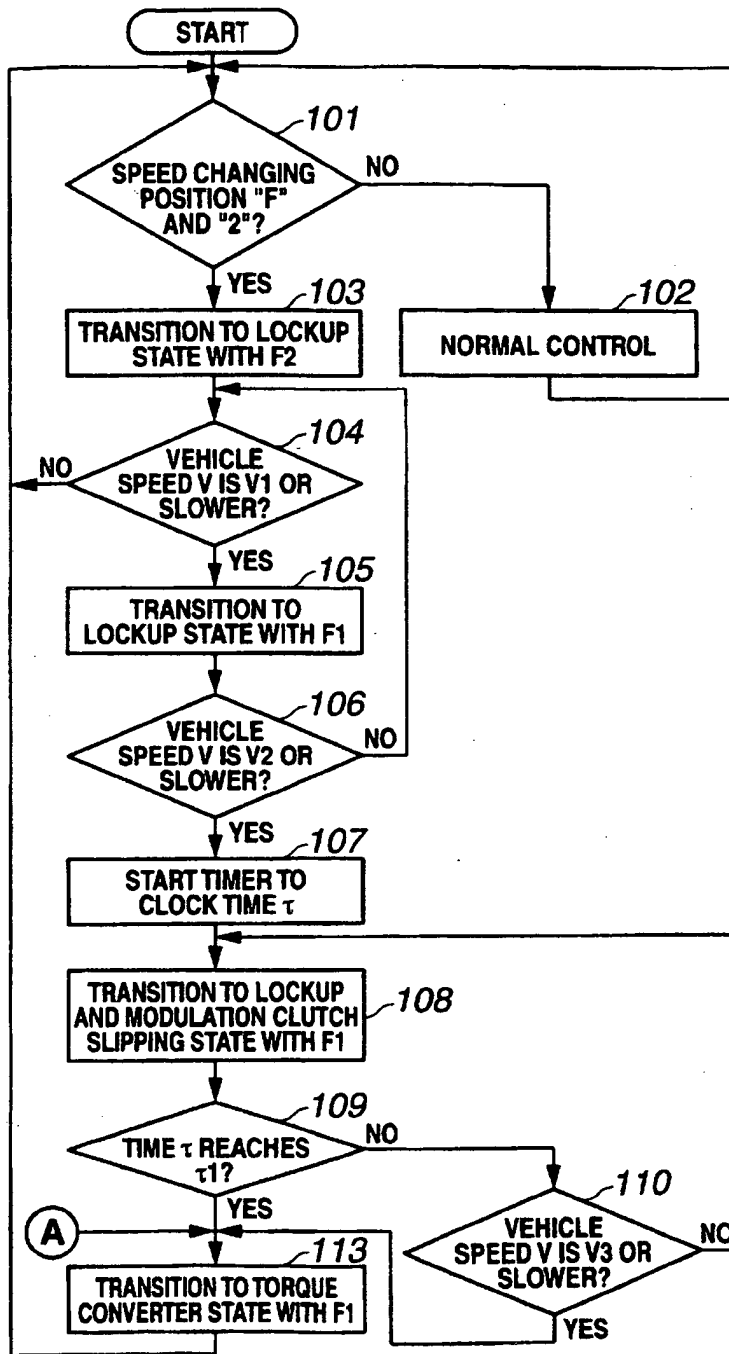 START
101
SPEED CHANGING
POSITION "F"
AND "2"?
NO
YES
103
TRANSITION TO LOCKUP
STATE WITH F2
102
NORMAL CONTROL
104
VEHICLE
SPEED V IS V1 OR
SLOWER?
NO
YES
105
TRANSITION TO
LOCKUP STATE WITH F1
106
VEHICLE
SPEED V IS V2 OR
SLOWER?
NO
YES
107
START TIMER TO
CLOCK TIME τ
TRANSITION TO LOCKUP
AND MODULATION CLUTCH
SLIPPING STATE WITH F1
108
109
TIME τ REACHES
τ1?
NO
YES
110
VEHICLE
SPEED V IS V3 OR
SLOWER?
NO
YES
A
113
TRANSITION TO TORQUE
CONVERTER STATE WITH F1